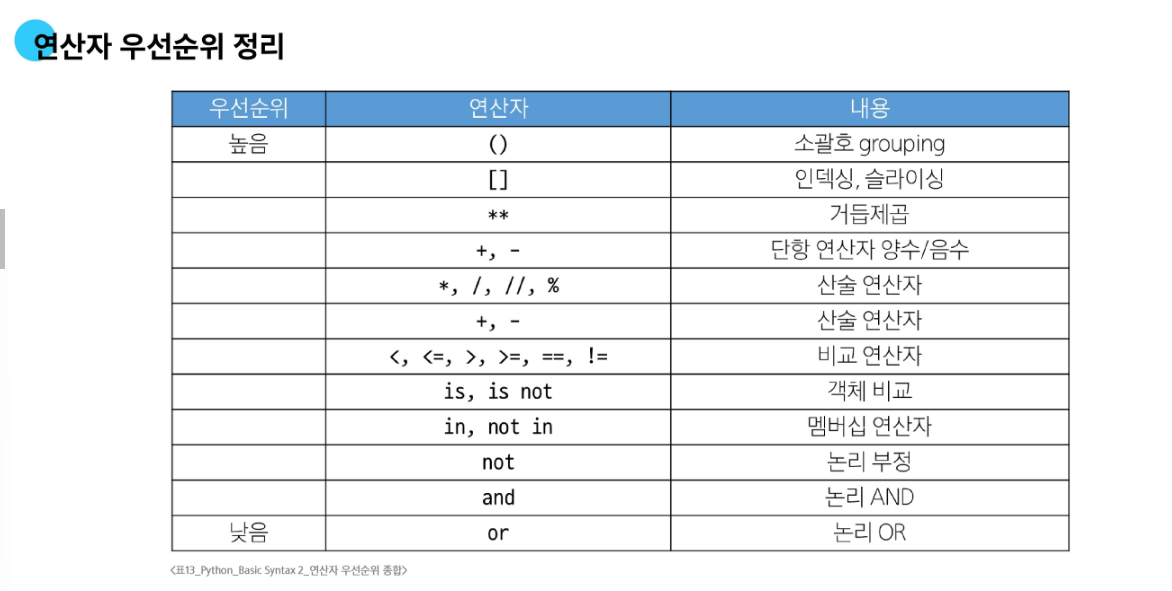 연산자 우선순위 정리
우선순위 연산자 내용
높음 () 소괄호 grouping
[] 인덱싱, 슬라이싱
** 거듭제곱
+, - 단항 연산자 양수/음수
*, /, //, % 산술 연산자
+, - 산술 연산자
<, <=, >, >=, ==, != 비교 연산자
is, is not 객체 비교
in, not in 멤버십 연산자
not 논리 부정
and 논리 AND
낮음 or 논리 OR
<표13_Python_Basic Syntax 2_연산자 우선순위 종합>